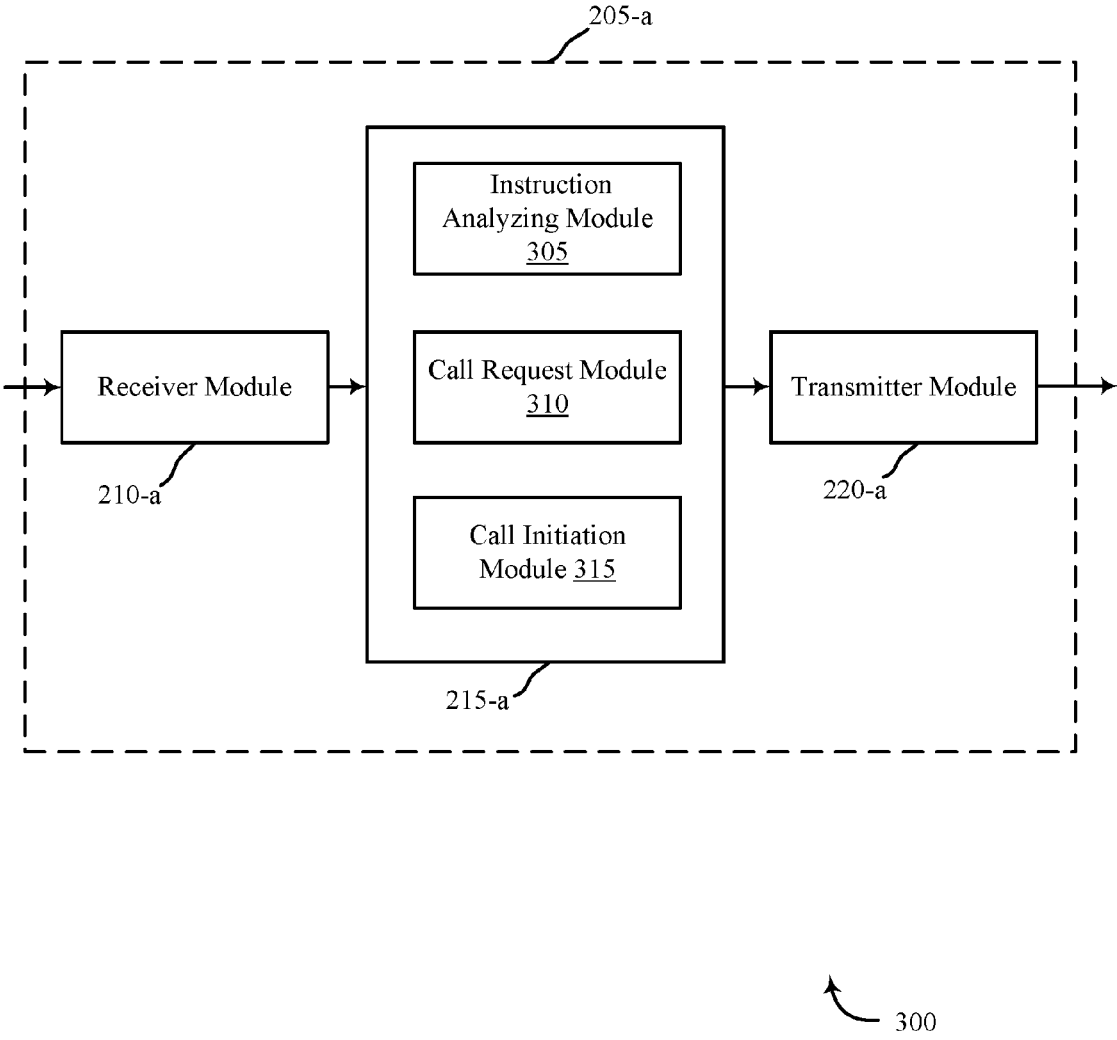 205-a
Instruction
Analyzing Module
305
Receiver Module
210-a
Call Request Module
310
Transmitter Module
220-a
Call Initiation
Module 315
215-a
300